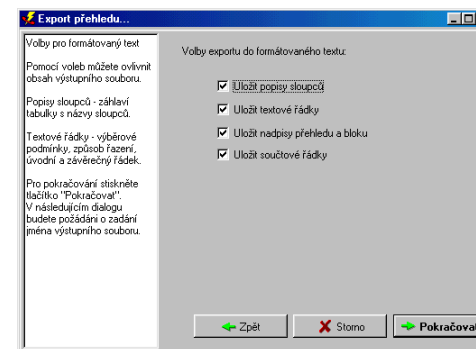 Export přehledu...
Volby pro formátovaný text
Pomocí voleb můžete ovlivnit
obsah výstupního souboru.
Popisy sloupců - záhlaví
tabulky s názvy sloupců.
Textové řádky - výběrové
podmínky, způsob řazení,
úvodní a závěrečný řádek.
Pro pokračování stiskněte
tlačítko "Pokračovat".
V následujícím dialogu
budete požádáni o zadání
jména výstupního souboru.
Volby exportu do formátovaného textu:
Uložit popisy sloupců
Uložit textové řádky
Uložit nadpisy přehledu a bloku
Uložit součtové řádky
Zpět
Storno
Pokračovat